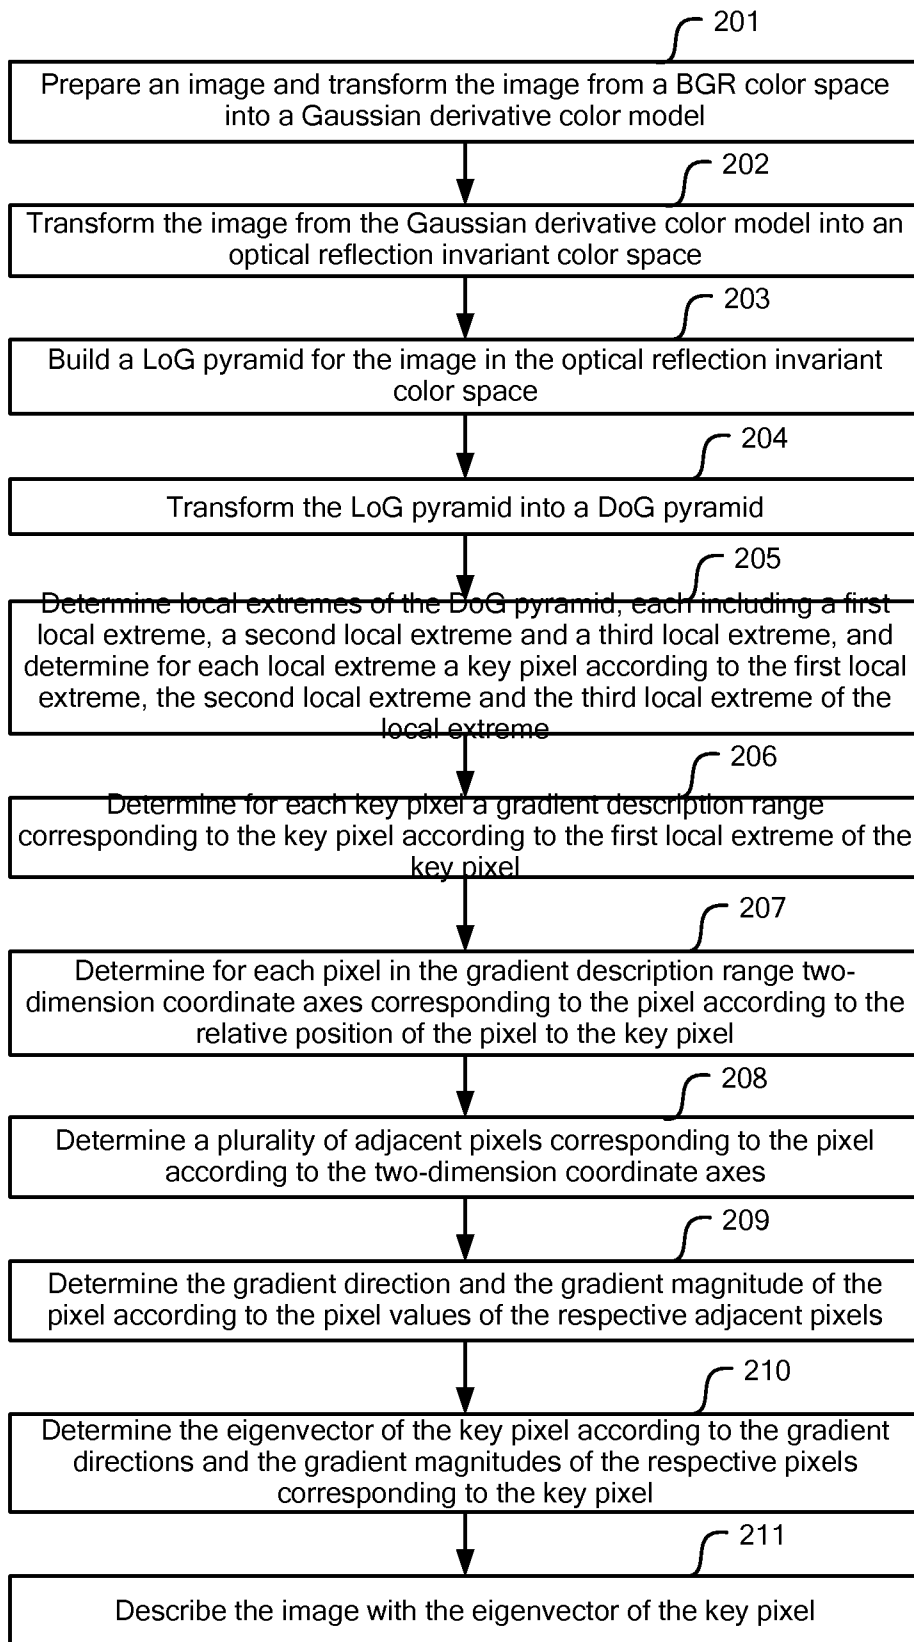 201
Prepare an image and transform the image from a BGR color space
into a Gaussian derivative color model
202
Transform the image from the Gaussian derivative color model into an
optical reflection invariant color space
203
Build a LoG pyramid for the image in the optical reflection invariant
color space
204
Transform the LoG pyramid into a DoG pyramid
205
Determine local extremes of the DoG pyramid, each including a first
local extreme, a second local extreme and a third local extreme, and
determine for each local extreme a key pixel according to the first local
extreme, the second local extreme and the third local extreme of the
local extreme
206
Determine for each key pixel a gradient description range
corresponding to the key pixel according to the first local extreme of the
key pixel
207
Determine for each pixel in the gradient description range two-
dimension coordinate axes corresponding to the pixel according to the
relative position of the pixel to the key pixel
208
Determine a plurality of adjacent pixels corresponding to the pixel
according to the two-dimension coordinate axes
209
Determine the gradient direction and the gradient magnitude of the
pixel according to the pixel values of the respective adjacent pixels
210
Determine the eigenvector of the key pixel according to the gradient
directions and the gradient magnitudes of the respective pixels
corresponding to the key pixel
211
Describe the image with the eigenvector of the key pixel